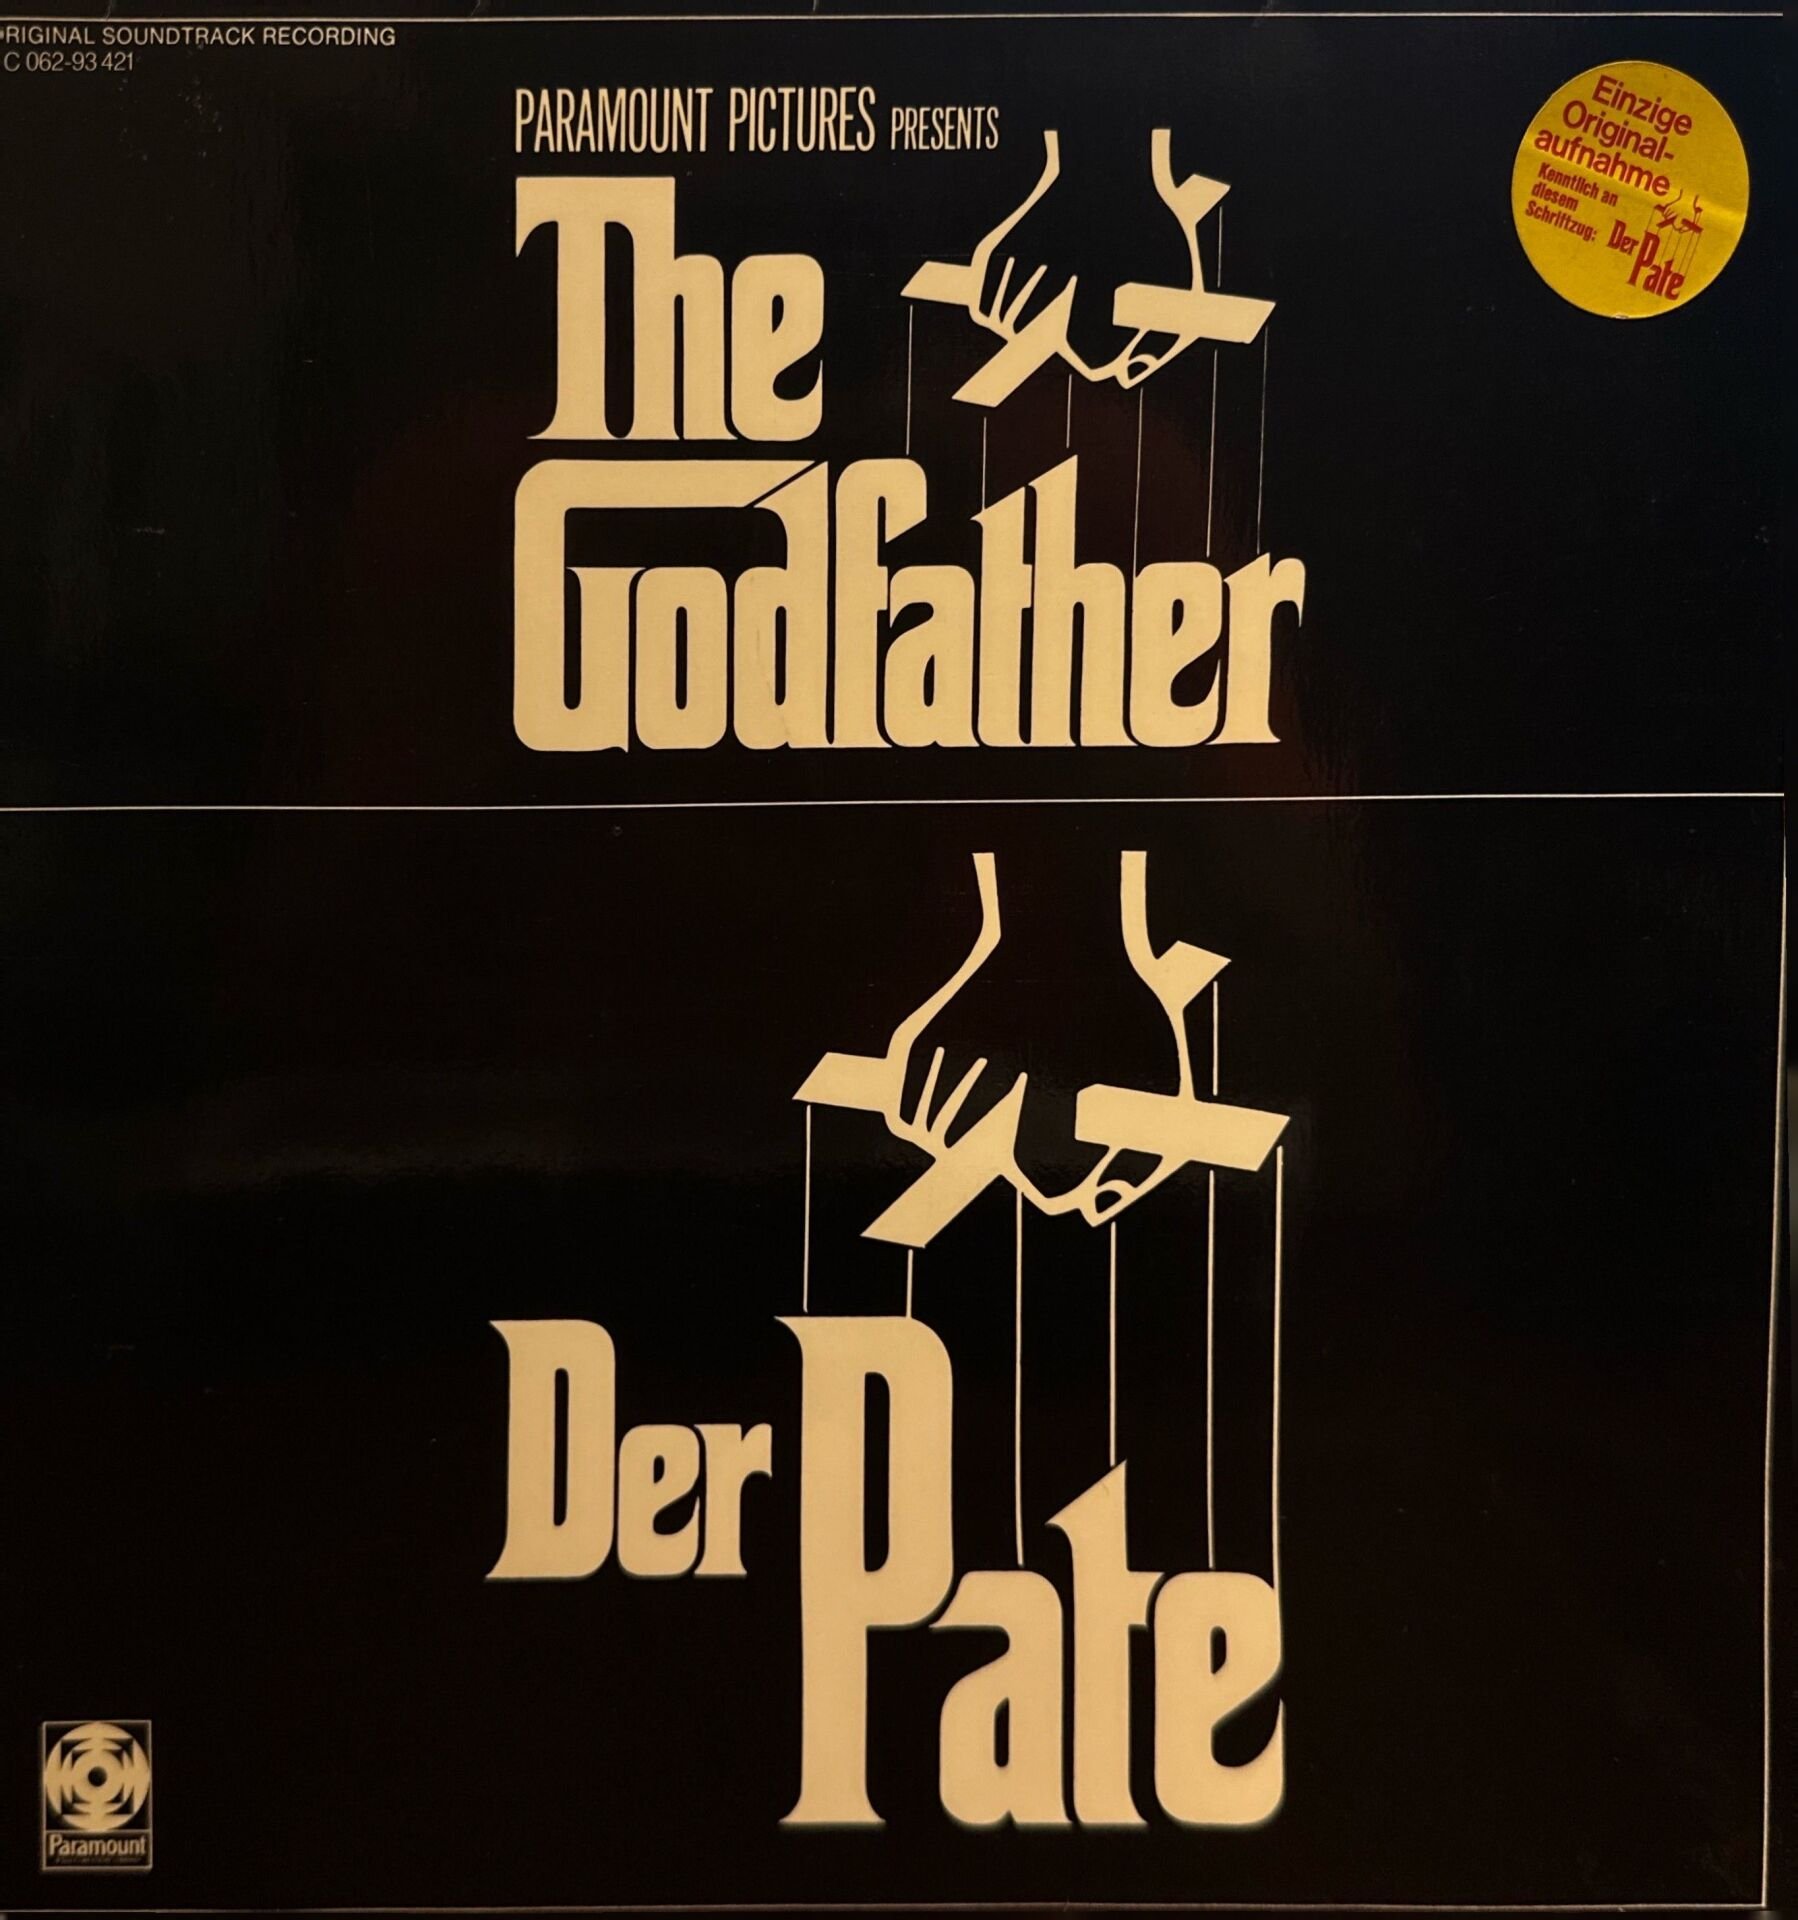 RIGINAL SOUNDTRACK RECORDING
C 062-93 421
PARAMOUNT PICTURES PRESENTS
The
Godfather
Einzige
Original-
aufnahme
Kenntlich an
diesem
Schriftzug:
Der Pate
Der Pate
Paramount